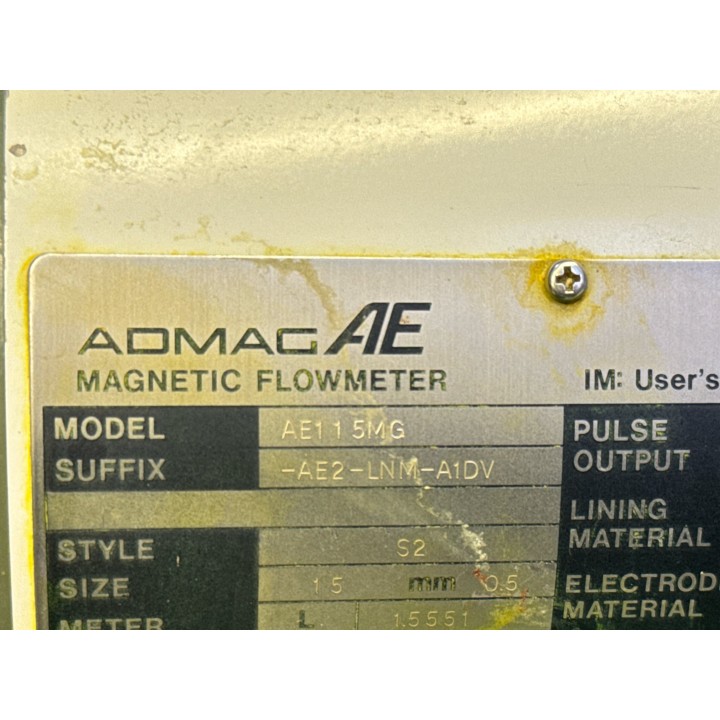 ADMAG AE
MAGNETIC FLOWMETER
IM: User's
MODEL AE115MG
SUFFIX -AE2-LNM-A1DV
STYLE S2
SIZE 15 mm 0.5
METER L. 1.5551
PULSE
OUTPUT
LINING
MATERIAL
ELECTROD
MATERIAL